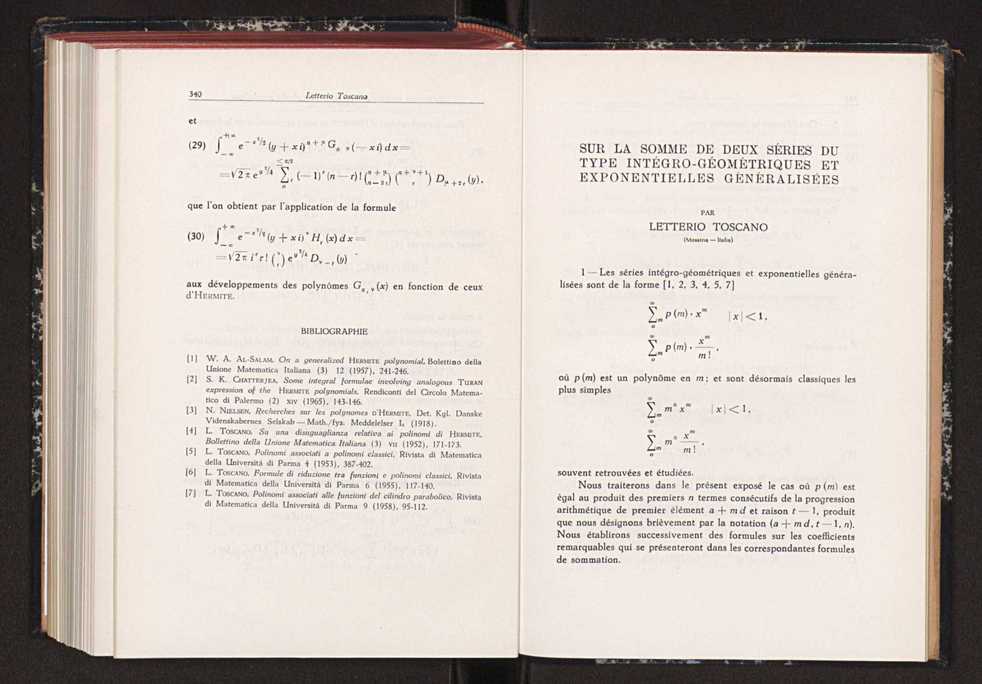 340 Letterio Toscano
et
(29) ∫_{-∞}^{+∞} e^{-x²/2} (y + xi)^{n+ν} G_{n, ν} (— xi) dx =
= √2π e^{y²/4} Σ_{0}^{≤ n/2}_r (—1)^r (n — r)! (n+ν / n—2r) (n+ν+1 / r) D_{ν+2r} (y),
que l'on obtient par l'application de la formule
(30) ∫_{-∞}^{+∞} e^{-x²/2} (y + xi)^ν H_r (x) dx =
= √2π i^r r! (ν / r) e^{y²/4} D_{ν-r} (y)
aux développements des polynômes G_{n, ν} (x) en fonction de ceux
d'HERMITE.
BIBLIOGRAPHIE
[1] W. A. AL-SALAM, On a generalized HERMITE polynomial, Bolettino della
Unione Matematica Italiana (3) 12 (1957), 241-246.
[2] S. K. CHATTERJEA, Some integral formulae involving analogous TURAN
expression of the HERMITE polynomials. Rendiconti del Circolo Matema-
tico di Palermo (2) XIV (1965), 143-146.
[3] N. NIELSEN, Recherches sur les polynomes D'HERMITE, Det. Kgl. Danske
Videnskabernes Selskab — Math./fys. Meddelelser I, (1918).
[4] L. TOSCANO, Su una disuguaglianza relativa ai polinomi di HERMITE,
Bollettino della Unione Matematica Italiana (3) VII (1952), 171-173.
[5] L. TOSCANO, Polinomi associati a polinomi classici, Rivista di Matematica
della Università di Parma 4 (1953), 387-402.
[6] L. TOSCANO, Formule di riduzione tra funzioni e polinomi classici, Rivista
di Matematica della Università di Parma 6 (1955), 117-140.
[7] L. TOSCANO, Polinomi associati alle funzioni del cilindro parabolico, Rivista
di Matematica della Università di Parma 9 (1958), 95-112.
SUR LA SOMME DE DEUX SÉRIES DU
TYPE INTÉGRO-GÉOMÉTRIQUES ET
EXPONENTIELLES GÉNÉRALISÉES
PAR
LETTERIO TOSCANO
(Messina — Italia)
1 — Les séries intégro-géométriques et exponentielles généra-
lisées sont de la forme [1, 2, 3, 4, 5, 7]
Σ_{0}^{∞}_m p (m) · x^m |x| < 1,
Σ_{0}^{∞}_m p (m) · x^m / m! ,
où p (m) est un polynôme en m; et sont désormais classiques les
plus simples
Σ_{0}^{∞}_m m^n x^m |x| < 1,
Σ_{0}^{∞}_m m^n x^m / m! ,
souvent retrouvées et étudiées.
Nous traiterons dans le présent exposé le cas où p (m) est
égal au produit des premiers n termes consécutifs de la progression
arithmétique de premier élément a + md et raison t — 1, produit
que nous désignons brièvement par la notation (a + md, t — 1, n).
Nous établirons successivement des formules sur les coefficients
remarquables qui se présenteront dans les correspondantes formules
de sommation.